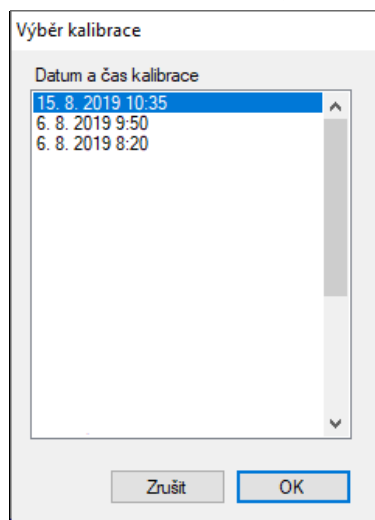 Výběr kalibrace
Datum a čas kalibrace
15. 8. 2019 10:35
6. 8. 2019 9:50
6. 8. 2019 8:20
Zrušit
OK